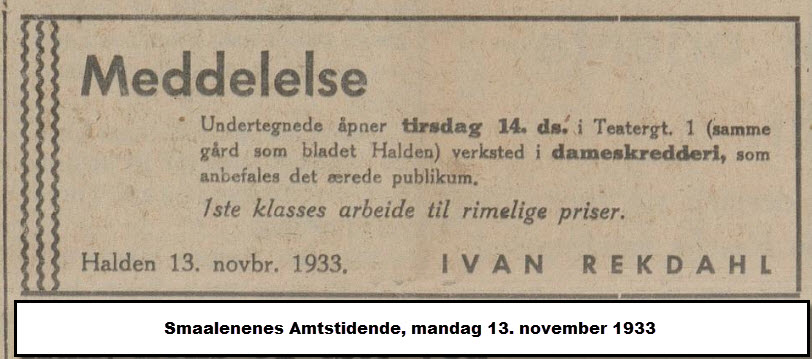 Meddelelse
Undertegnede åpner tirsdag 14. ds. i Teatergt. 1 (samme
gård som bladet Halden) verksted i dameskredderi, som
anbefales det ærede publikum.
1ste klasses arbeide til rimelige priser.
Halden 13. novbr. 1933. IVAN REKDAHL
Smaalenenes Amtstidende, mandag 13. november 1933